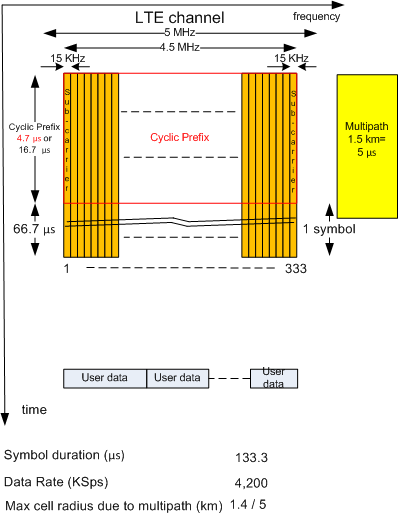 LTE channel
frequency
5 MHz
4.5 MHz
15 KHz
15 KHz
Sub-carrier
Sub-carrier
Cyclic Prefix
4.7 µs or
16.7 µs
Cyclic Prefix
Multipath
1.5 km=
5 µs
66.7 µs
1 symbol
1
333
User data
User data
User
data
time
Symbol duration (µs) 133.3
Data Rate (KSps) 4,200
Max cell radius due to multipath (km) 1.4 / 5